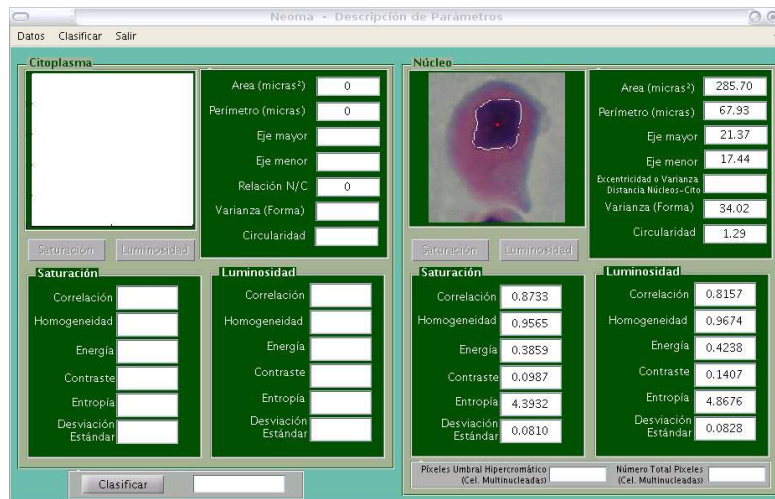 Neoma - Descripción de Parámetros
Datos Clasificar Salir
Citoplasma
Area (micras²) 0
Perímetro (micras) 0
Eje mayor
Eje menor
Relación N/C 0
Varianza (Forma)
Circularidad
Saturación Luminosidad
Saturación
Correlación
Homogeneidad
Energía
Contraste
Entropía
Desviación
Estándar
Luminosidad
Correlación
Homogeneidad
Energía
Contraste
Entropía
Desviación
Estándar
Clasificar
Núcleo
Area (micras²) 285.70
Perímetro (micras) 67.93
Eje mayor 21.37
Eje menor 17.44
Excentricidad o Varianza
Distancia Núcleos-Cito
Varianza (Forma) 34.02
Circularidad 1.29
Saturación Luminosidad
Saturación
Correlación 0.8733
Homogeneidad 0.9565
Energía 0.3859
Contraste 0.0987
Entropía 4.3932
Desviación
Estándar 0.0810
Luminosidad
Correlación 0.8157
Homogeneidad 0.9674
Energía 0.4238
Contraste 0.1407
Entropía 4.8676
Desviación
Estándar 0.0828
Píxeles Umbral Hipercromático
(Cel. Multinucleadas)
Número Total Pixeles
(Cel. Multinucleadas)